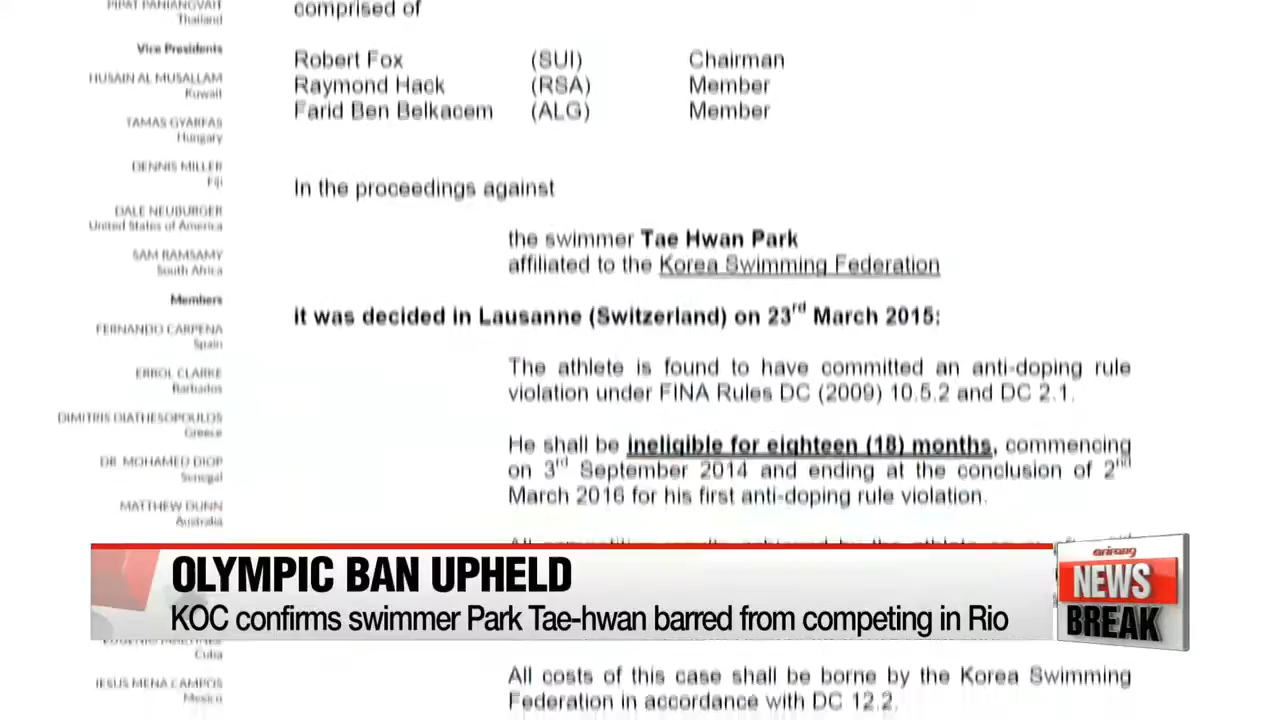 PIPAT PANIANGVAIT
Thailand
Vice Presidents
HUSAIN AL MUSALLAM
Kuwait
TAMAS GYARFAS
Hungary
DENNIS MILLER
Fiji
DALE NEUBURGER
United States of America
SAM RAMSAMY
South Africa
Members
FERNANDO CARPENA
Spain
ERROL CLARKE
Barbados
DIMITRIS DIATHESOPOULOS
Greece
DR. MOHAMED DIOP
Senegal
MATTHEW DUNN
Australia
Cuba
JESUS MENA CAMPOS
Mexico
comprised of
Robert Fox (SUI) Chairman
Raymond Hack (RSA) Member
Farid Ben Belkacem (ALG) Member
In the proceedings against
the swimmer Tae Hwan Park
affiliated to the Korea Swimming Federation
It was decided in Lausanne (Switzerland) on 23rd March 2015:
The athlete is found to have committed an anti-doping rule
violation under FINA Rules DC (2009) 10.5.2 and DC 2.1.
He shall be ineligible for eighteen (18) months, commencing
on 3rd September 2014 and ending at the conclusion of 2nd
March 2016 for his first anti-doping rule violation.
OLYMPIC BAN UPHELD
KOC confirms swimmer Park Tae-hwan barred from competing in Rio
arirang
NEWS
BREAK
All costs of this case shall be borne by the Korea Swimming
Federation in accordance with DC 12.2.